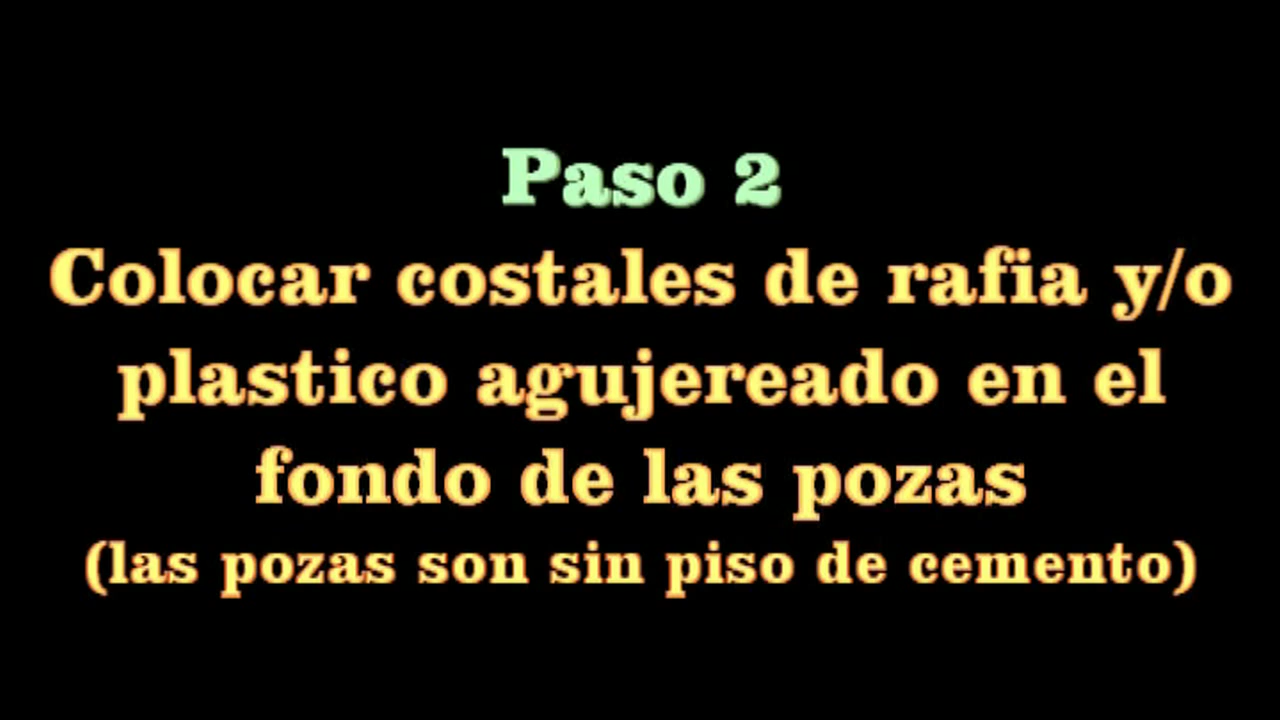 Paso 2
Colocar costales de rafia y/o
plastico agujereado en el
fondo de las pozas
(las pozas son sin piso de cemento)